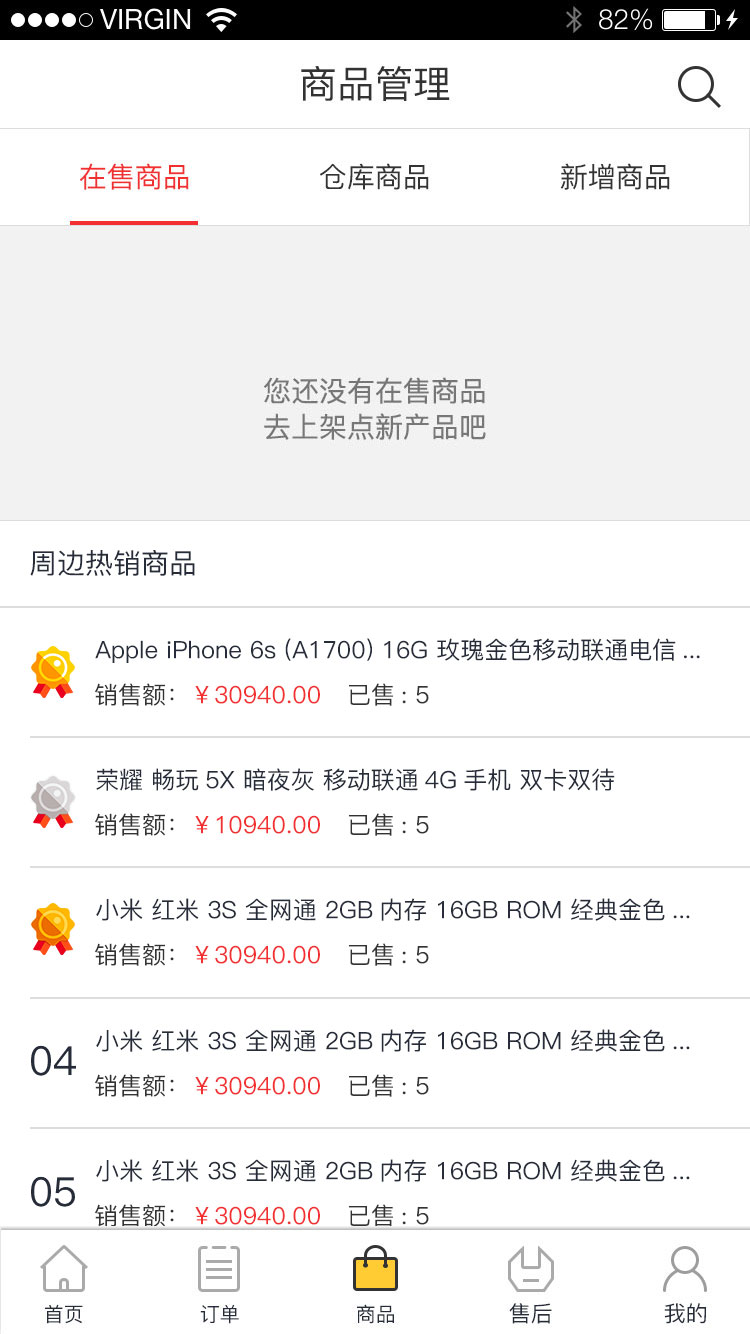 VIRGIN 82%
商品管理
在售商品 仓库商品 新增商品
您还没有在售商品
去上架点新产品吧
周边热销商品
Apple iPhone 6s (A1700) 16G 玫瑰金色移动联通电信 ...
销售额: ¥30940.00 已售 : 5
荣耀 畅玩 5X 暗夜灰 移动联通 4G 手机 双卡双待
销售额: ¥10940.00 已售 : 5
小米 红米 3S 全网通 2GB 内存 16GB ROM 经典金色 ...
销售额: ¥30940.00 已售 : 5
04 小米 红米 3S 全网通 2GB 内存 16GB ROM 经典金色 ...
销售额: ¥30940.00 已售 : 5
05 小米 红米 3S 全网通 2GB 内存 16GB ROM 经典金色 ...
销售额: ¥30940.00 已售 : 5
首页 订单 商品 售后 我的